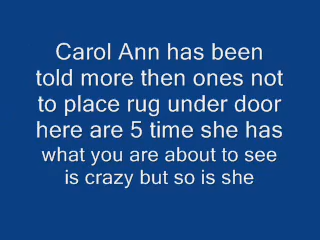 Carol Ann has been
told more then ones not
to place rug under door
here are 5 time she has
what you are about to see
is crazy but so is she